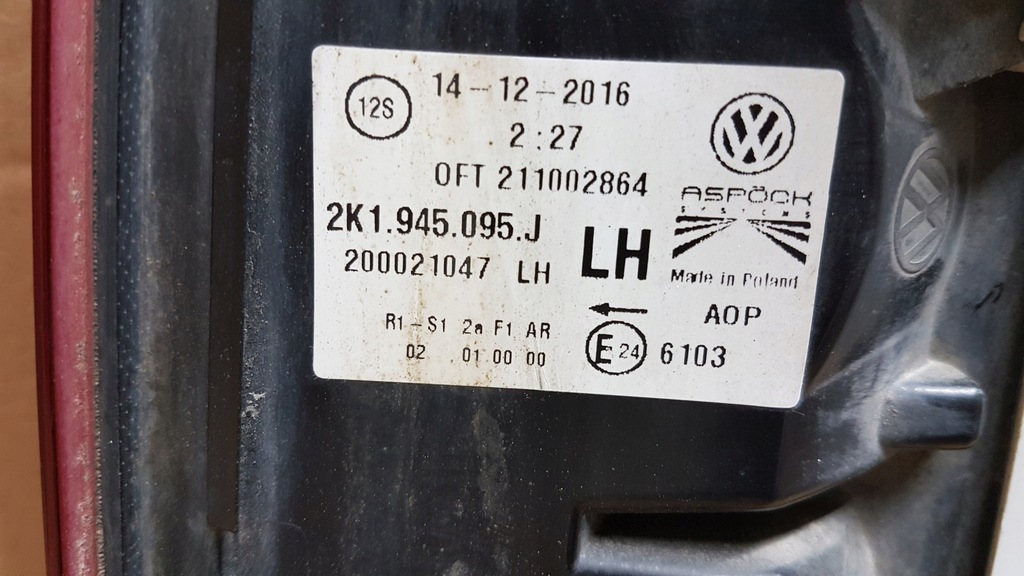 12S
14-12-2016
2:27
OFT 211002864
2K1.945.095.J
200021047 LH
LH
ASPÖCK
SYSTEMS
Made in Poland
AOP
R1-S1 2a F1 AR
02 .01 00 00
E 24 6103